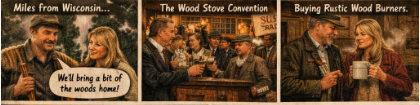 Miles from Wisconsin...
We'll bring a bit of
the woods home!
The Wood Stove Convention
Buying Rustic Wood Burners.